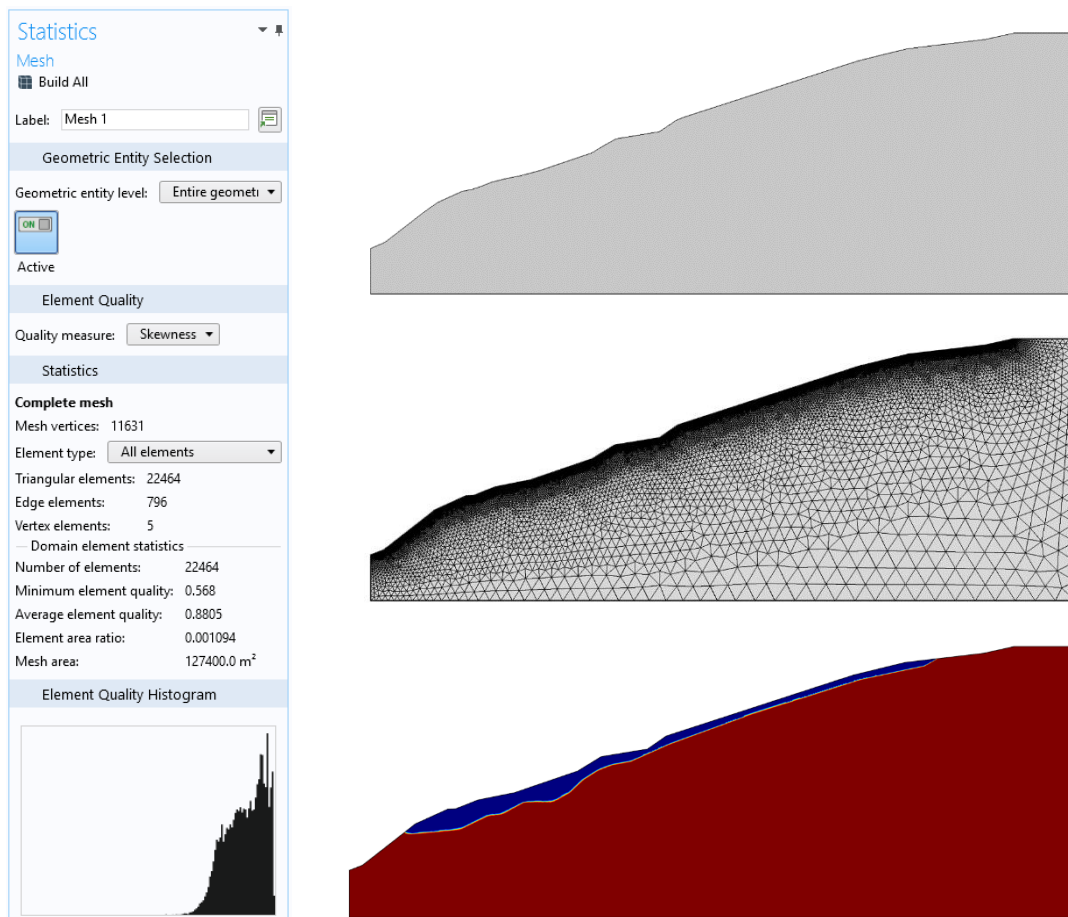 Statistics
Mesh
Build All
Label: Mesh 1
Geometric Entity Selection
Geometric entity level: Entire geometi
ON
Active
Element Quality
Quality measure: Skewness
Statistics
Complete mesh
Mesh vertices: 11631
Element type: All elements
Triangular elements: 22464
Edge elements: 796
Vertex elements: 5
Domain element statistics
Number of elements: 22464
Minimum element quality: 0.568
Average element quality: 0.8805
Element area ratio: 0.001094
Mesh area: 127400.0 m²
Element Quality Histogram